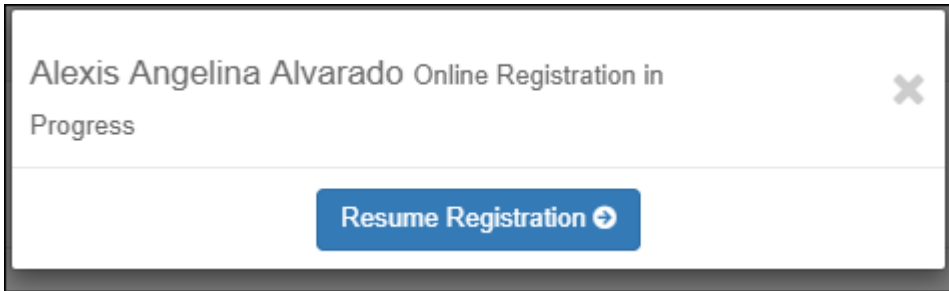 Alexis Angelina Alvarado Online Registration in
Progress
Resume Registration